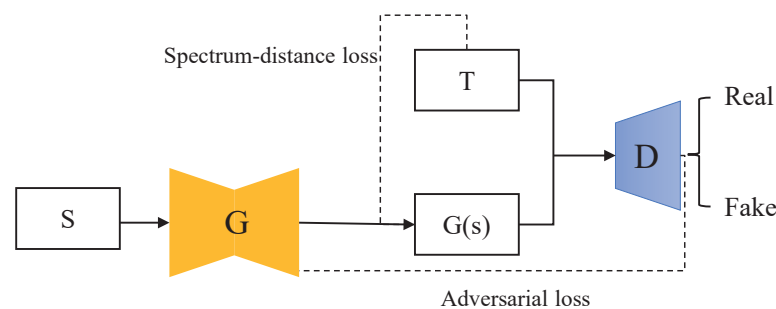 Spectrum-distance loss
T
Real
D
S
G
G(s)
Fake
Adversarial loss